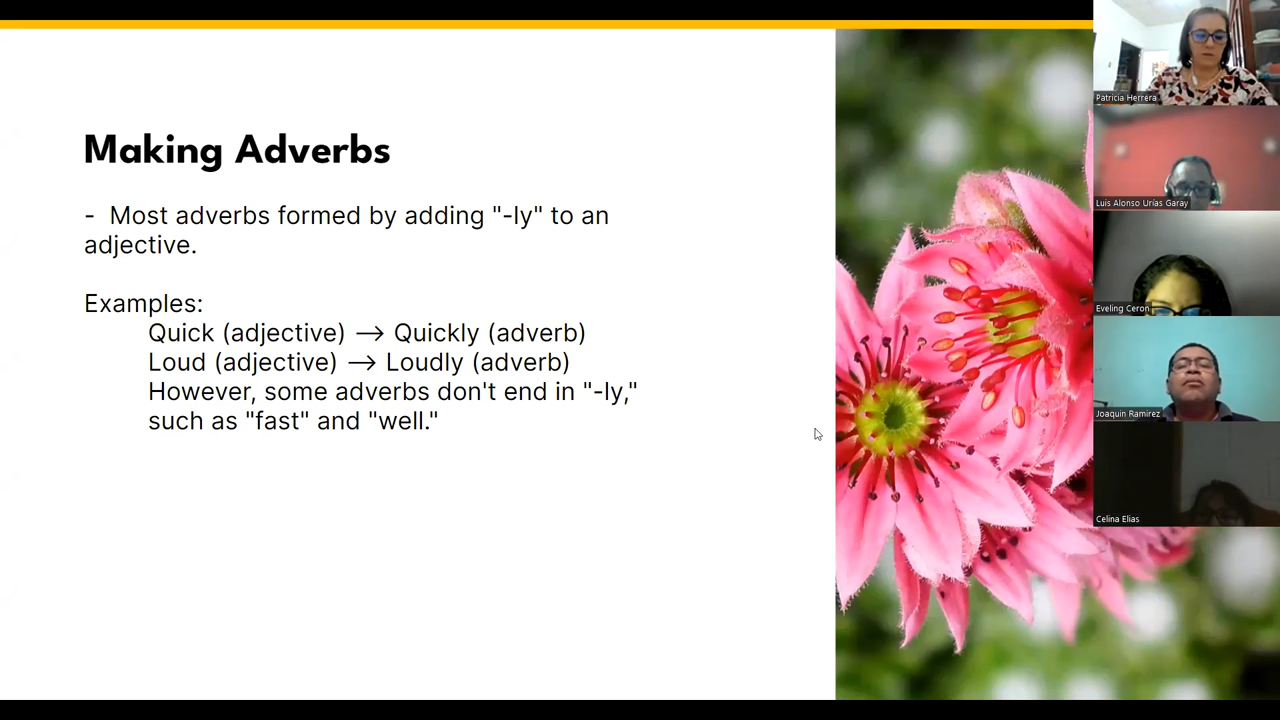 Making Adverbs
- Most adverbs formed by adding "-ly" to an
adjective.
Examples:
Quick (adjective) --> Quickly (adverb)
Loud (adjective) --> Loudly (adverb)
However, some adverbs don't end in "-ly,"
such as "fast" and "well."
Patricia Herrera
Luis Alonso Urías Garay
Eveling Ceron
Joaquin Ramirez
Celina Elias